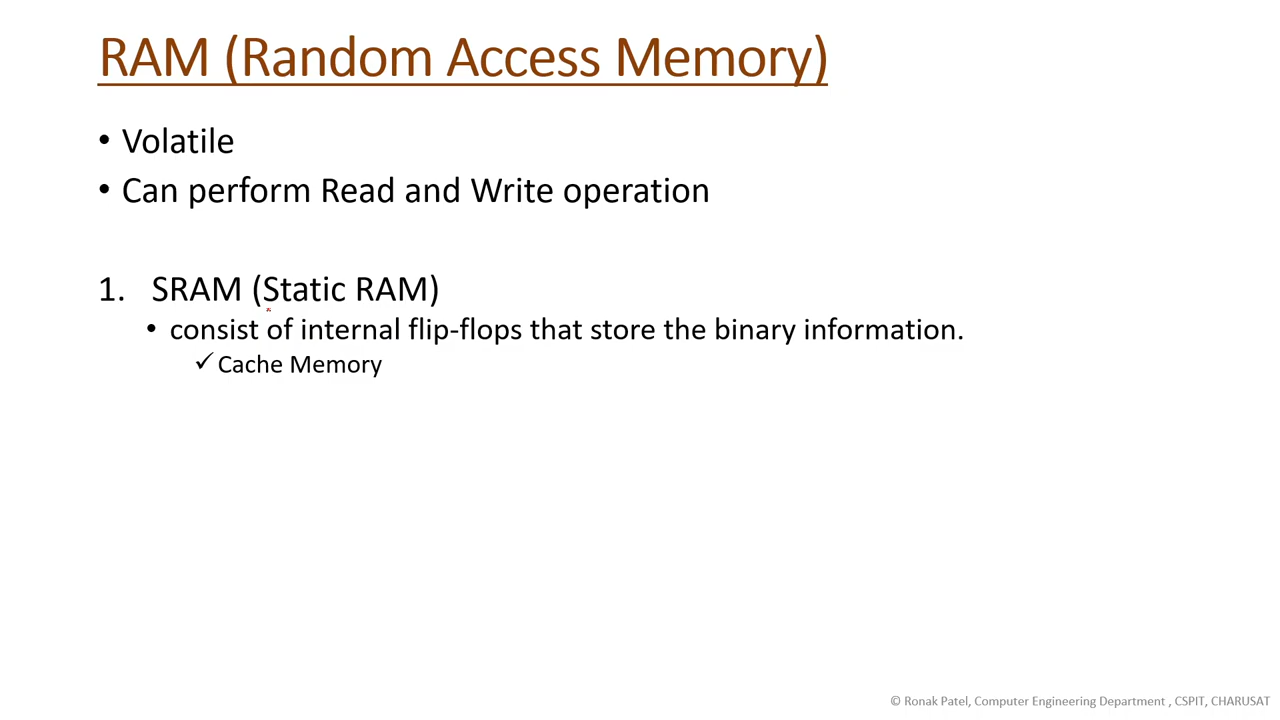 RAM (Random Access Memory)
• Volatile
• Can perform Read and Write operation
1. SRAM (Static RAM)
• consist of internal flip-flops that store the binary information.
✓ Cache Memory
© Ronak Patel, Computer Engineering Department , CSPIT, CHARUSAT